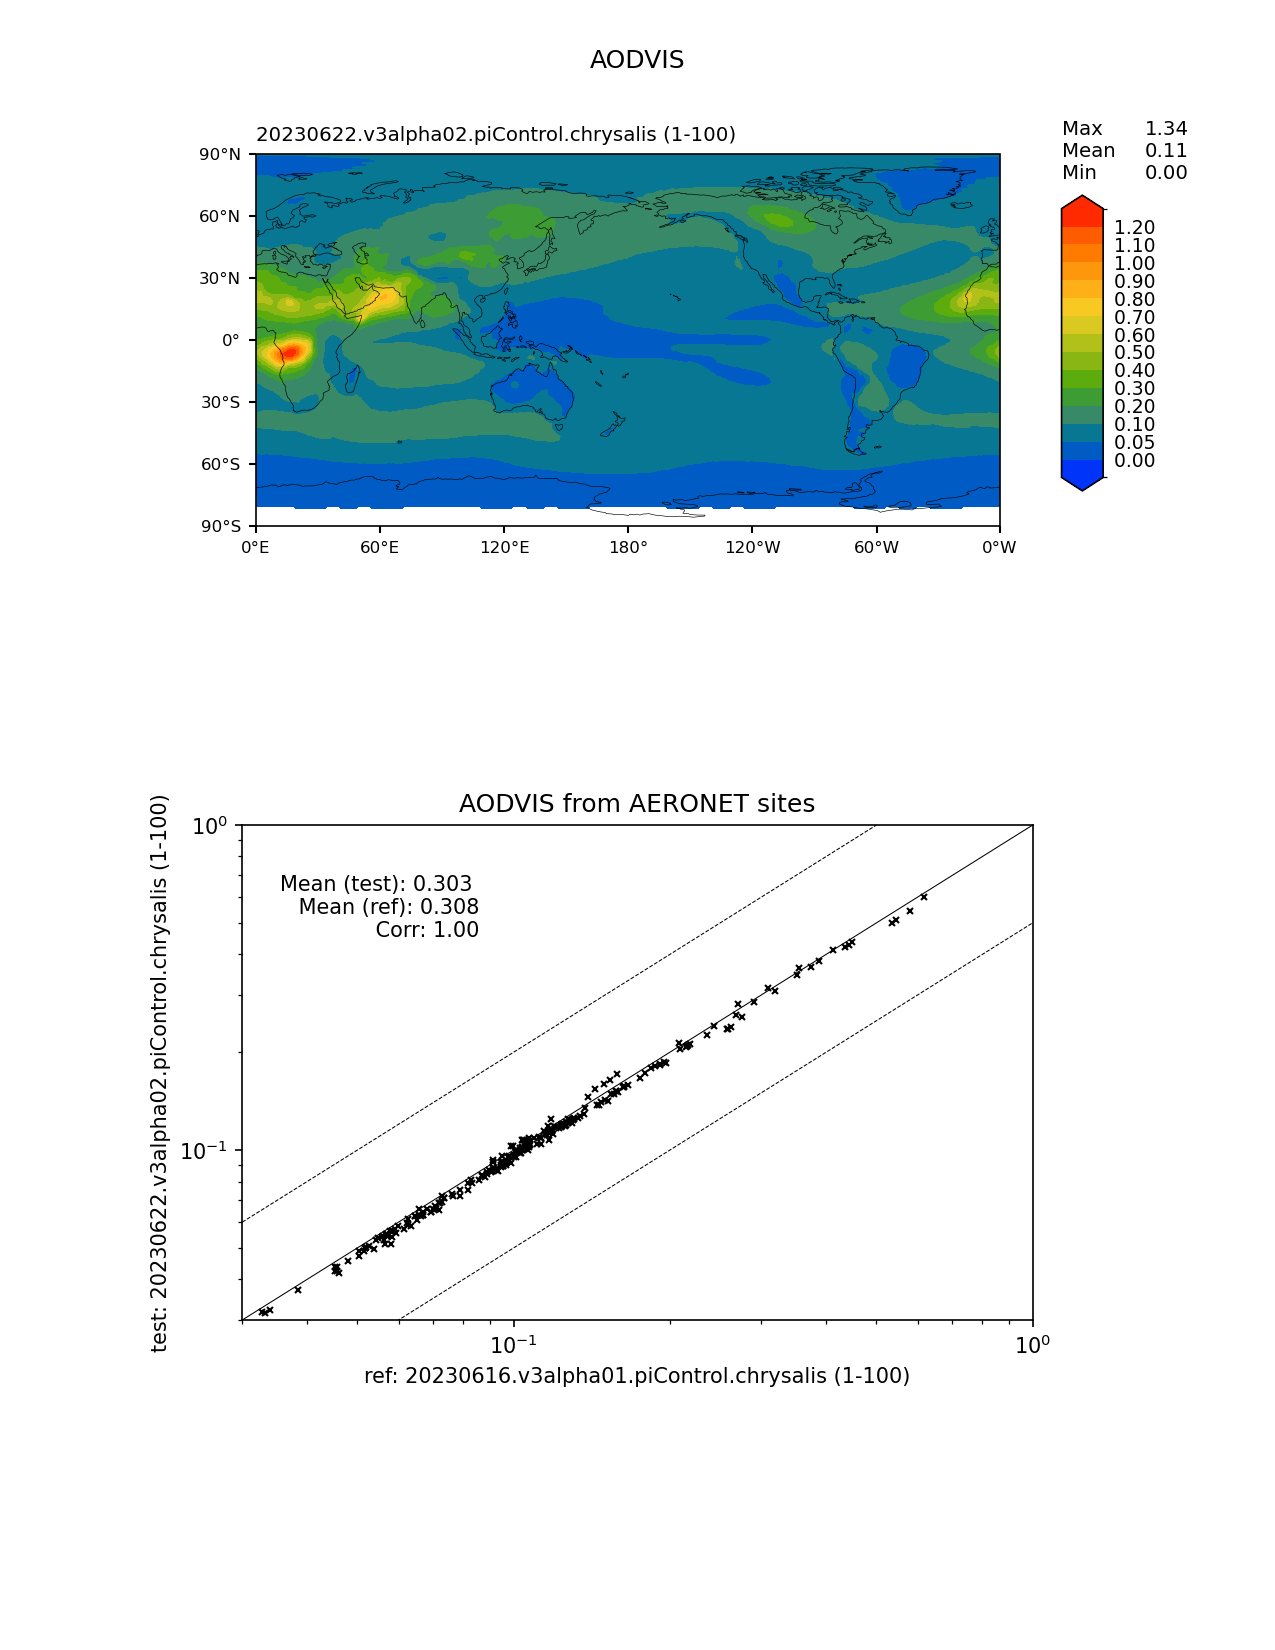 AODVIS
20230622.v3alpha02.piControl.chrysalis (1-100)
Max 1.34
Mean 0.11
Min 0.00
90°N
60°N
30°N
0°
30°S
60°S
90°S
0°E 60°E 120°E 180° 120°W 60°W 0°W
1.20
1.10
1.00
0.90
0.80
0.70
0.60
0.50
0.40
0.30
0.20
0.10
0.05
0.00
AODVIS from AERONET sites
test: 20230622.v3alpha02.piControl.chrysalis (1-100)
10⁰
10⁻¹
Mean (test): 0.303
Mean (ref): 0.308
Corr: 1.00
10⁻¹ 10⁰
ref: 20230616.v3alpha01.piControl.chrysalis (1-100)